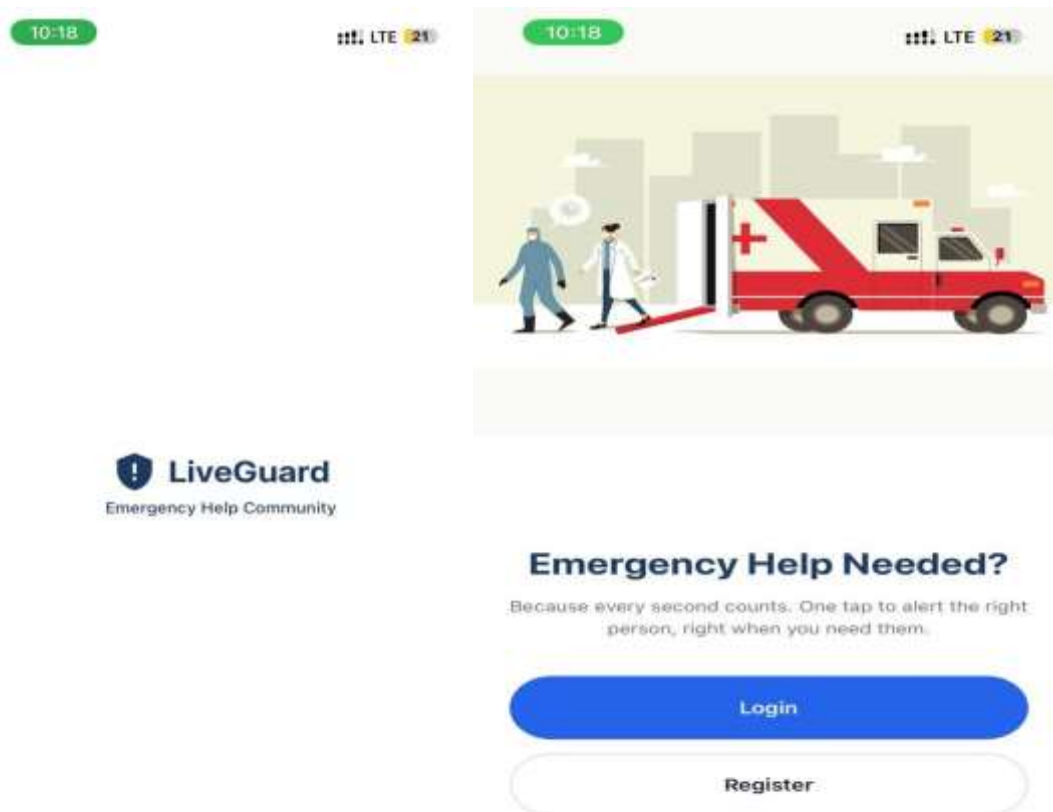 10:18
LTE 21
LiveGuard
Emergency Help Community
10:18
LTE 21
Emergency Help Needed?
Because every second counts. One tap to alert the right
person, right when you need them.
Login
Register